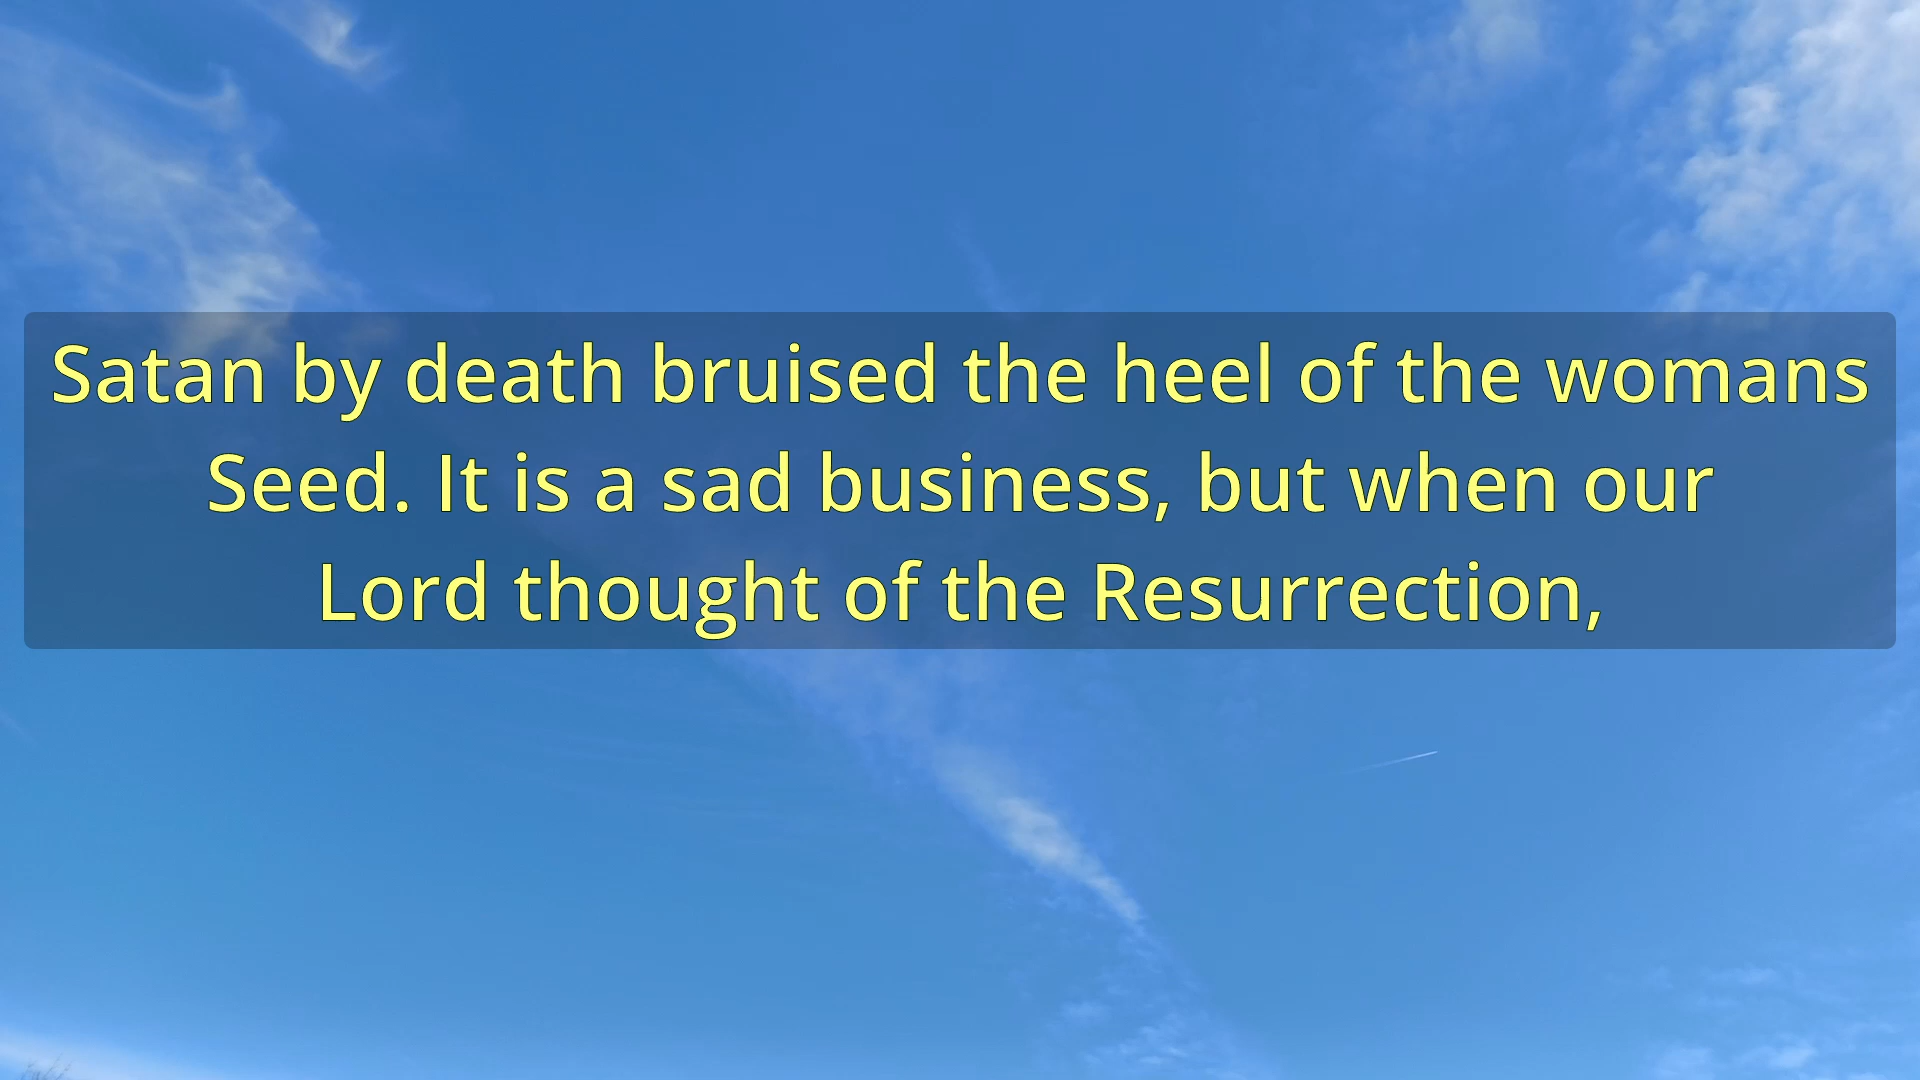 Satan by death bruised the heel of the womans
Seed. It is a sad business, but when our
Lord thought of the Resurrection,